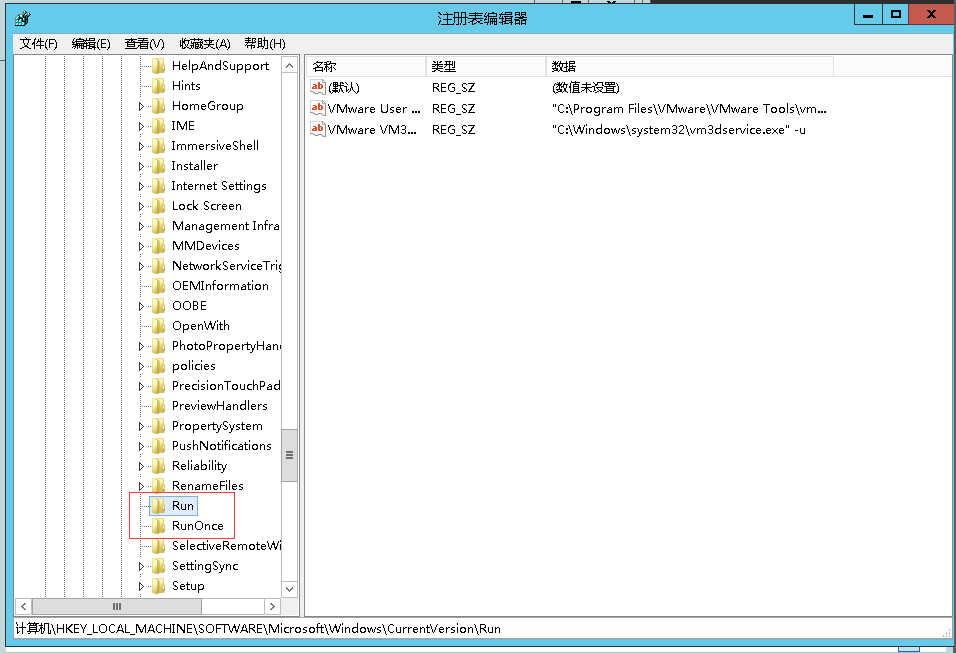 注册表编辑器
文件(F) 编辑(E) 查看(V) 收藏夹(A) 帮助(H)
HelpAndSupport
Hints
HomeGroup
IME
ImmersiveShell
Installer
Internet Settings
Lock Screen
Management Infra
MMDevices
NetworkServiceTrig
OEMInformation
OOBE
OpenWith
PhotoPropertyHan
policies
PrecisionTouchPad
PreviewHandlers
PropertySystem
PushNotifications
Reliability
RenameFiles
Run
RunOnce
SelectiveRemoteWi
SettingSync
Setup
名称 类型 数据
(默认) REG_SZ (数值未设置)
VMware User ... REG_SZ "C:\Program Files\VMware\VMware Tools\vm...
VMware VM3... REG_SZ "C:\Windows\system32\vm3dservice.exe" -u
计算机\HKEY_LOCAL_MACHINE\SOFTWARE\Microsoft\Windows\CurrentVersion\Run